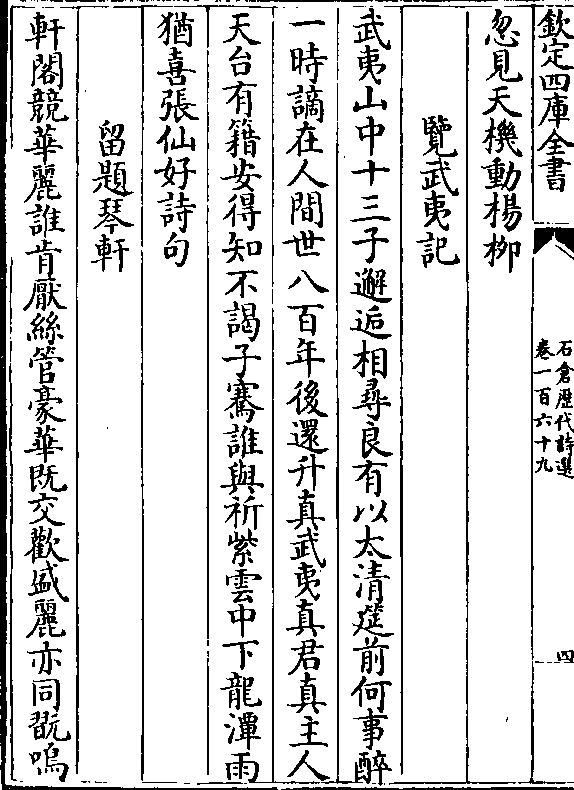 欽定四庫全書
石倉歷代詩選
卷一百六十九
四
忽見天機動楊柳
覽武夷記
武夷山中十三子邂逅相尋良有以太清筵前何事醉
一時謫在人間世八百年後還升真武夷真君真主人
天台有籍安得知不謁子騫誰與祈紫雲中下龍潭雨
猶喜張仙好詩句
留題琴軒
軒閣競華麗誰肯厭絲管豪華既交歡盛麗亦同翫嗚